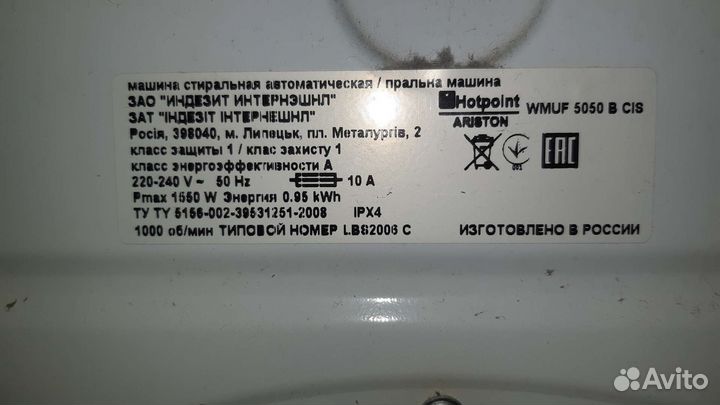 машина стиральная автоматическая / пральна машина
ЗАО "ИНДЕЗИТ ИНТЕРНЭШНЛ"
ЗАТ "ІНДЕЗІТ ІНТЕРНЕШНЛ"
Hotpoint
ARISTON
WMUF 5050 B CIS
Росія, 398040, м. Липецьк, пл. Металургів, 2
класс защиты 1 / клас захисту 1
класс энергоэффективности А
001
EAC
220-240 V ~ 50 Hz 10 A
Pmax 1550 W Энергия 0.95 kWh
ТУ ТУ 5156-002-39531251-2008 IPX4
1000 об/мин ТИПОВОЙ НОМЕР LBS2006 C
ИЗГОТОВЛЕНО В РОССИИ
Avito